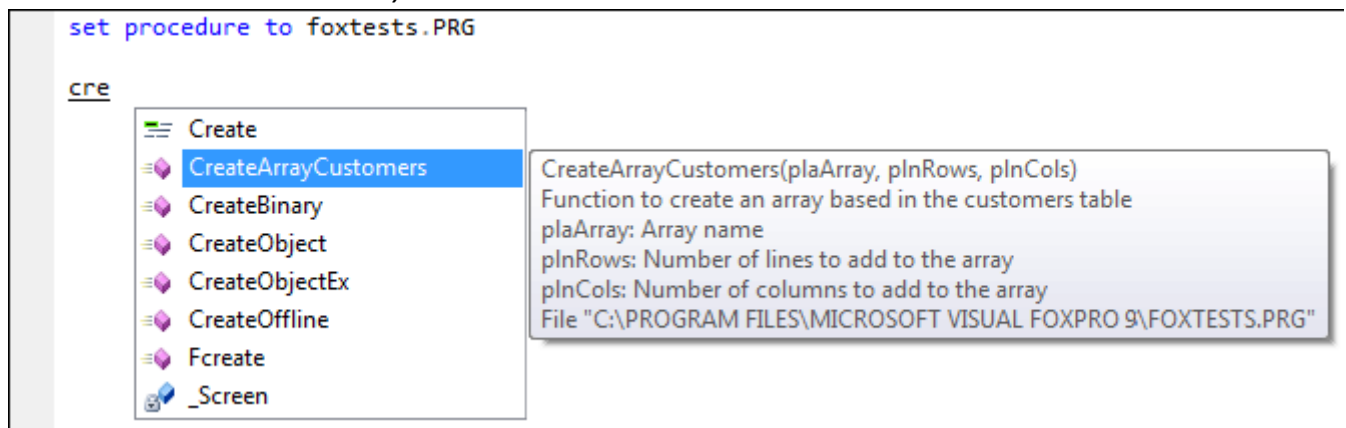 set procedure to foxtests.PRG
cre
Create
CreateArrayCustomers
CreateBinary
CreateObject
CreateObjectEx
CreateOffline
Fcreate
_Screen
CreateArrayCustomers(plaArray, plnRows, plnCols)
Function to create an array based in the customers table
plaArray: Array name
plnRows: Number of lines to add to the array
plnCols: Number of columns to add to the array
File "C:\PROGRAM FILES\MICROSOFT VISUAL FOXPRO 9\FOXTESTS.PRG"